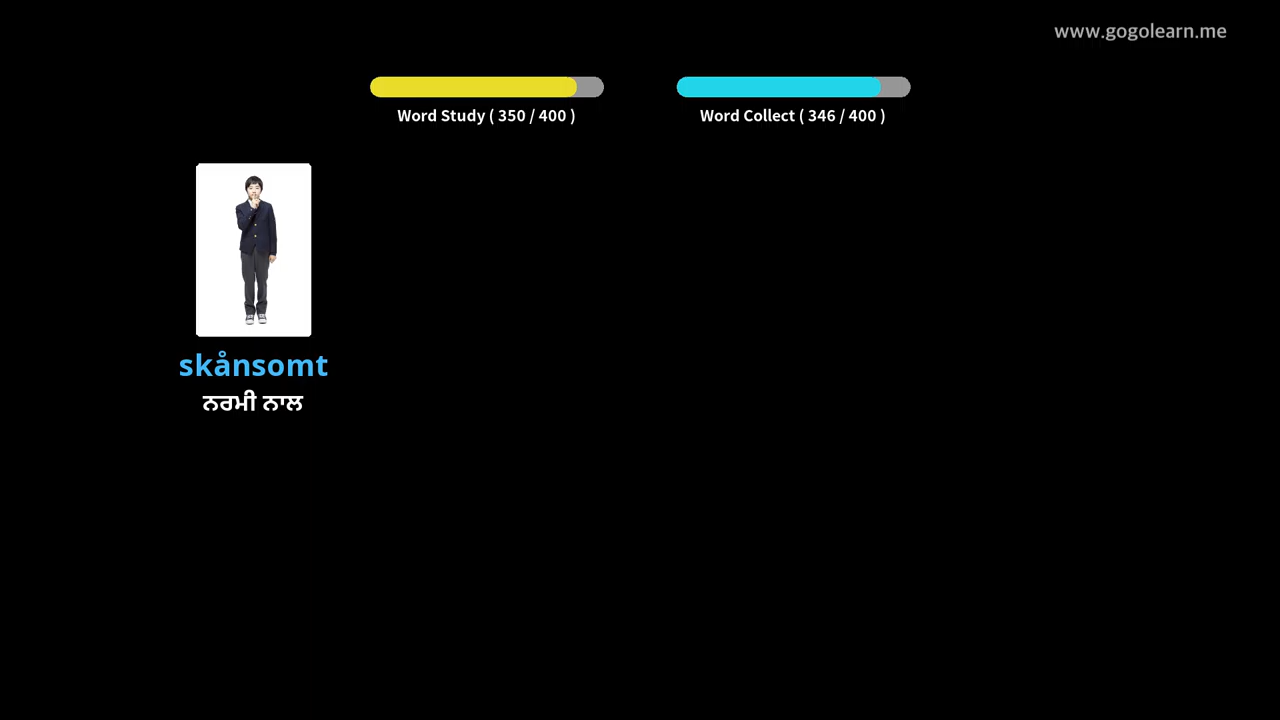 www.gogolearn.me
Word Study ( 350 / 400 )
Word Collect ( 346 / 400 )
skånsomt
ਨਰਮੀ ਨਾਲ